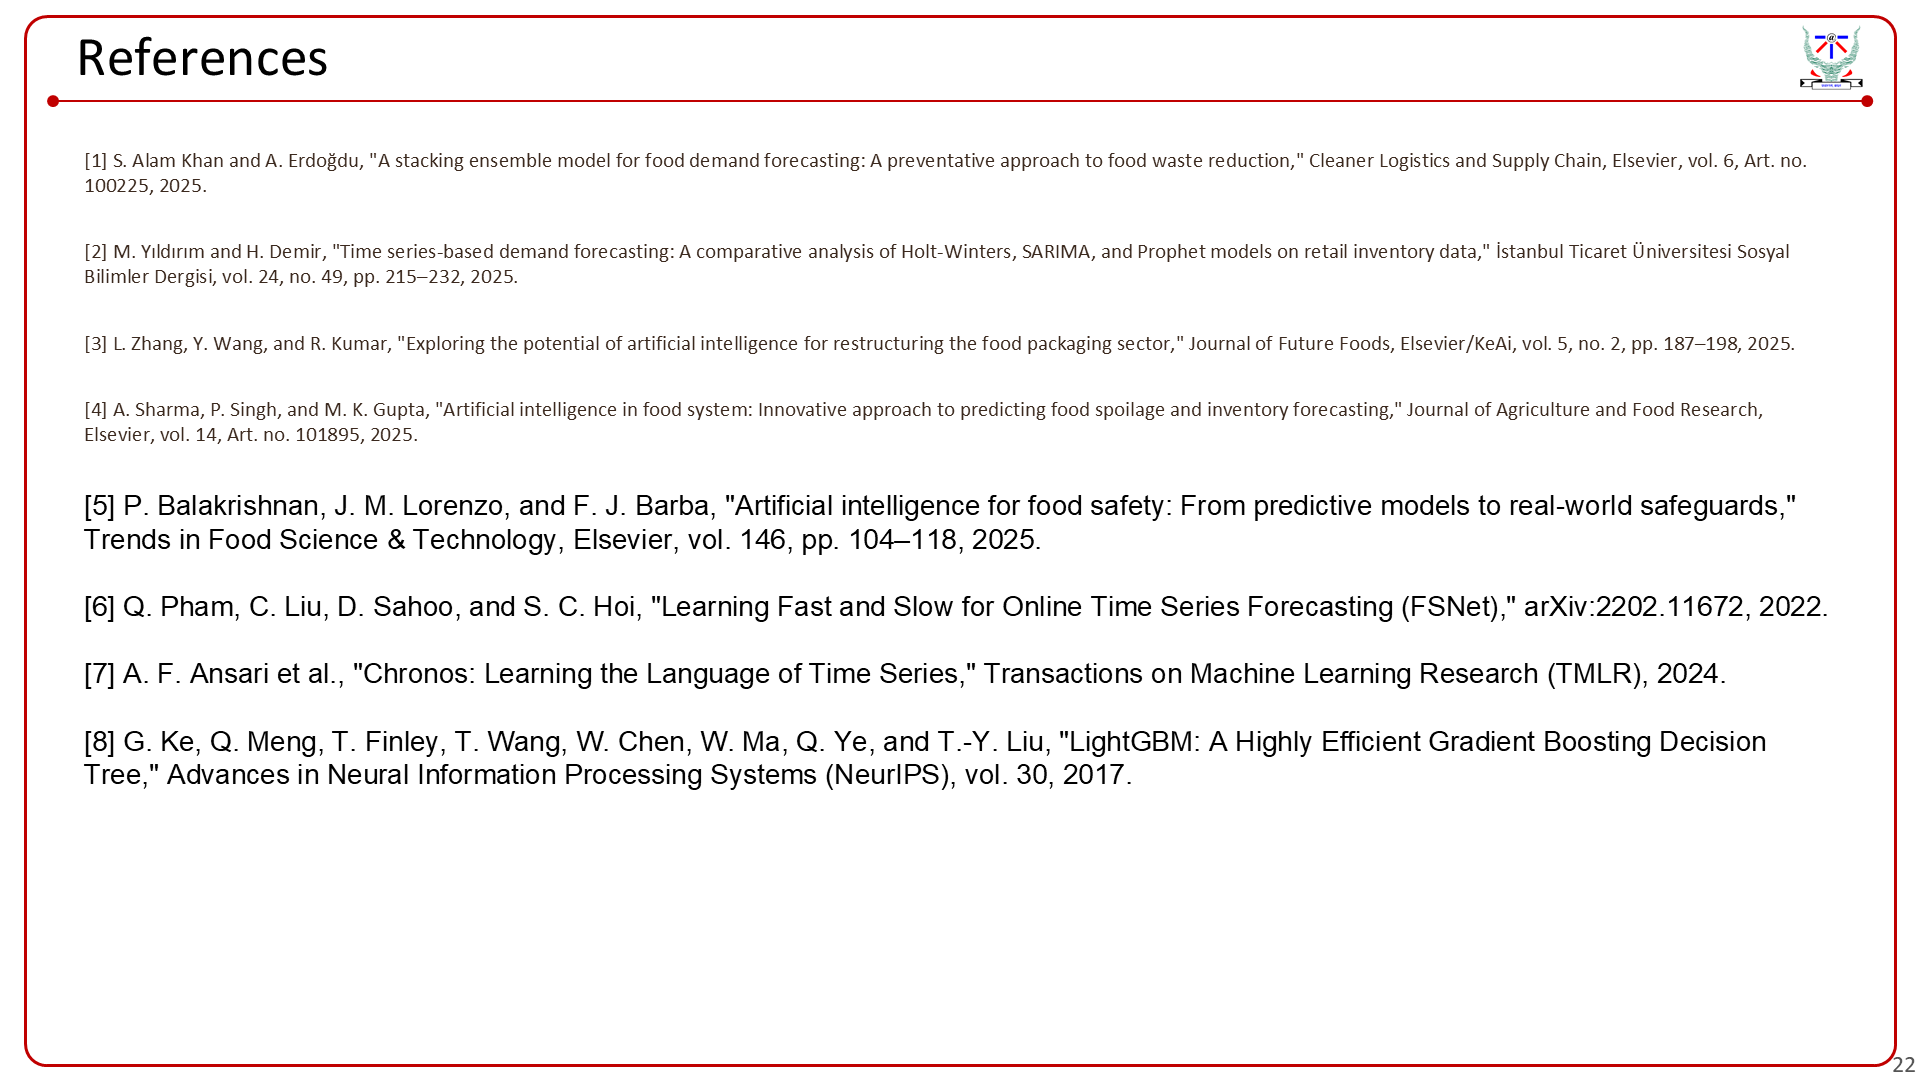 References
[1] S. Alam Khan and A. Erdoğdu, "A stacking ensemble model for food demand forecasting: A preventative approach to food waste reduction," Cleaner Logistics and Supply Chain, Elsevier, vol. 6, Art. no.
100225, 2025.
[2] M. Yıldırım and H. Demir, "Time series-based demand forecasting: A comparative analysis of Holt-Winters, SARIMA, and Prophet models on retail inventory data," İstanbul Ticaret Üniversitesi Sosyal
Bilimler Dergisi, vol. 24, no. 49, pp. 215–232, 2025.
[3] L. Zhang, Y. Wang, and R. Kumar, "Exploring the potential of artificial intelligence for restructuring the food packaging sector," Journal of Future Foods, Elsevier/KeAi, vol. 5, no. 2, pp. 187–198, 2025.
[4] A. Sharma, P. Singh, and M. K. Gupta, "Artificial intelligence in food system: Innovative approach to predicting food spoilage and inventory forecasting," Journal of Agriculture and Food Research,
Elsevier, vol. 14, Art. no. 101895, 2025.
[5] P. Balakrishnan, J. M. Lorenzo, and F. J. Barba, "Artificial intelligence for food safety: From predictive models to real-world safeguards,"
Trends in Food Science & Technology, Elsevier, vol. 146, pp. 104–118, 2025.
[6] Q. Pham, C. Liu, D. Sahoo, and S. C. Hoi, "Learning Fast and Slow for Online Time Series Forecasting (FSNet)," arXiv:2202.11672, 2022.
[7] A. F. Ansari et al., "Chronos: Learning the Language of Time Series," Transactions on Machine Learning Research (TMLR), 2024.
[8] G. Ke, Q. Meng, T. Finley, T. Wang, W. Chen, W. Ma, Q. Ye, and T.-Y. Liu, "LightGBM: A Highly Efficient Gradient Boosting Decision
Tree," Advances in Neural Information Processing Systems (NeurIPS), vol. 30, 2017.
22